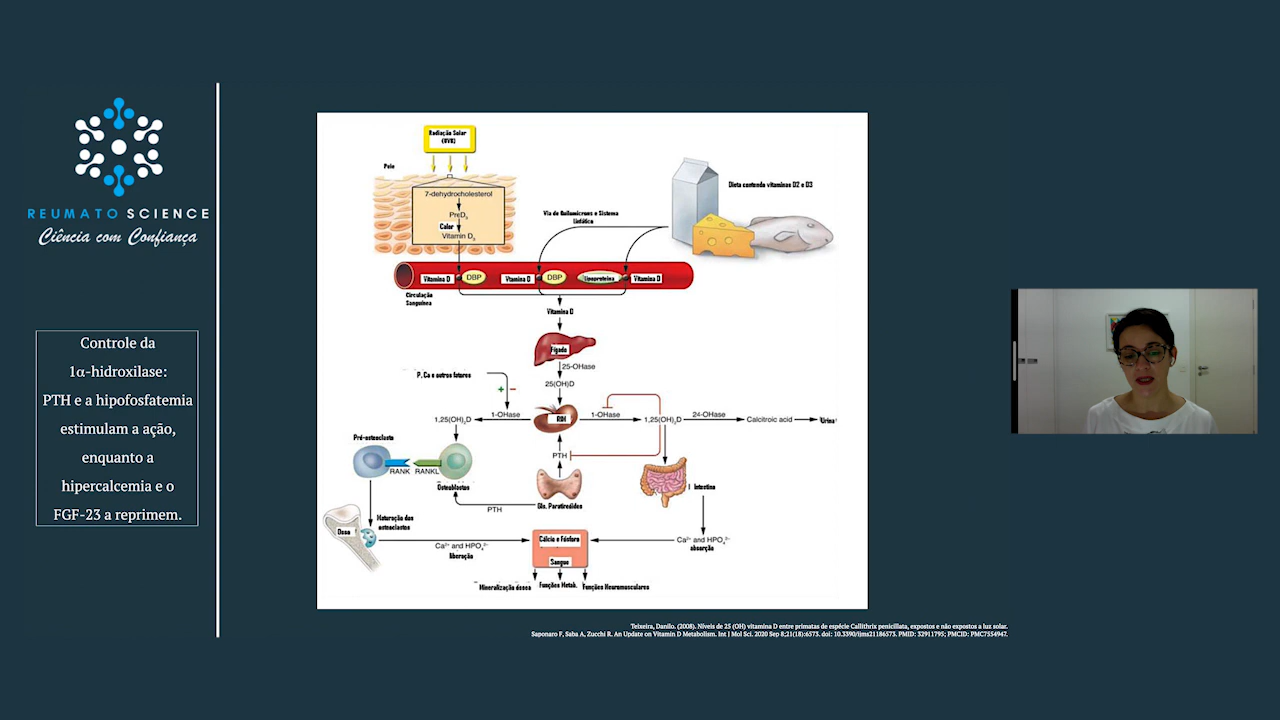 REUMATO SCIENCE
Ciência com Confiança
Controle da
1α-hidroxilase:
PTH e a hipofosfatemia
estimulam a ação,
enquanto a
hipercalcemia e o
FGF-23 a reprimem.
Radiação Solar
(UVB)
Pele
7-dehydrocholesterol
PreD3
Calor
Vitamin D3
Dieta contendo vitaminas D2 e D3
Via de Quilomicrons e Sistema
linfático
Vitamina D
DBP
Vtamina D
DBP
Lipoproteina
Vitamina D
Circulação
Sanguínea
Vitamina D
Fígado
25-OHase
25(OH)D
P, Ca e outros fatores
+ −
1,25(OH)2D
1-OHase
RIM
1-OHase
1,25(OH)2D
24-OHase
Calcitroic acid
Urina
Pré-osteoclasto
RANK
RANKL
Osteoblastos
PTH
PTH
Gls. Paratireóides
I Intestino
Osso
Maturação dos
osteoclastos
Ca2+ and HPO42-
liberação
Cálcio e Fósforo
Sangue
Ca2+ and HPO42-
absorção
Mineralização óssea
Funções Metab.
Funções Neuromusculares
Teixeira, Danilo. (2008). Níveis de 25 (OH) vitamina D entre primatas de espécie Callithrix penicillata, expostos e não expostos a luz solar.
Saponaro F, Saba A, Zucchi R. An Update on Vitamin D Metabolism. Int J Mol Sci. 2020 Sep 8;21(18):6573. doi: 10.3390/ijms21186573. PMID: 32911795; PMCID: PMC7554947.